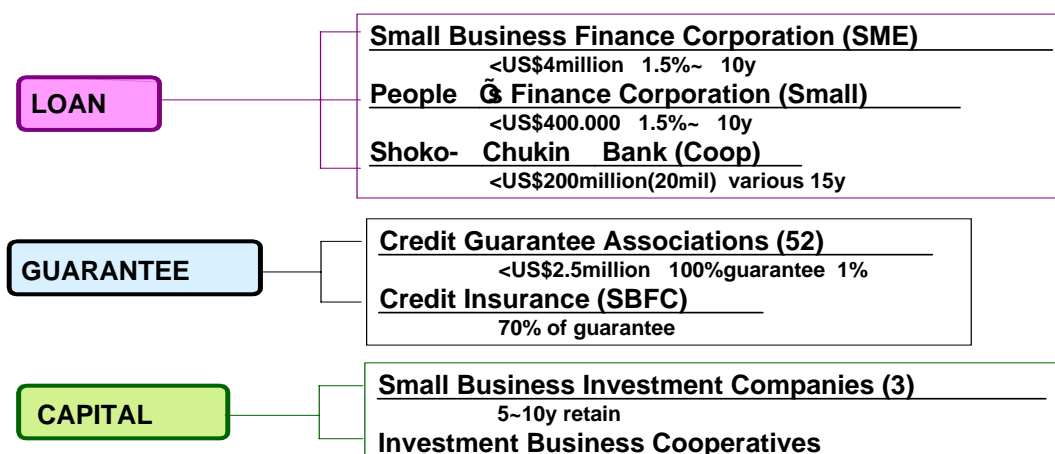 LOAN
Small Business Finance Corporation (SME)
<US$4million 1.5%~ 10y
People Õs Finance Corporation (Small)
<US$400.000 1.5%~ 10y
Shoko- Chukin Bank (Coop)
<US$200million(20mil) various 15y
GUARANTEE
Credit Guarantee Associations (52)
<US$2.5million 100%guarantee 1%
Credit Insurance (SBFC)
70% of guarantee
CAPITAL
Small Business Investment Companies (3)
5~10y retain
Investment Business Cooperatives